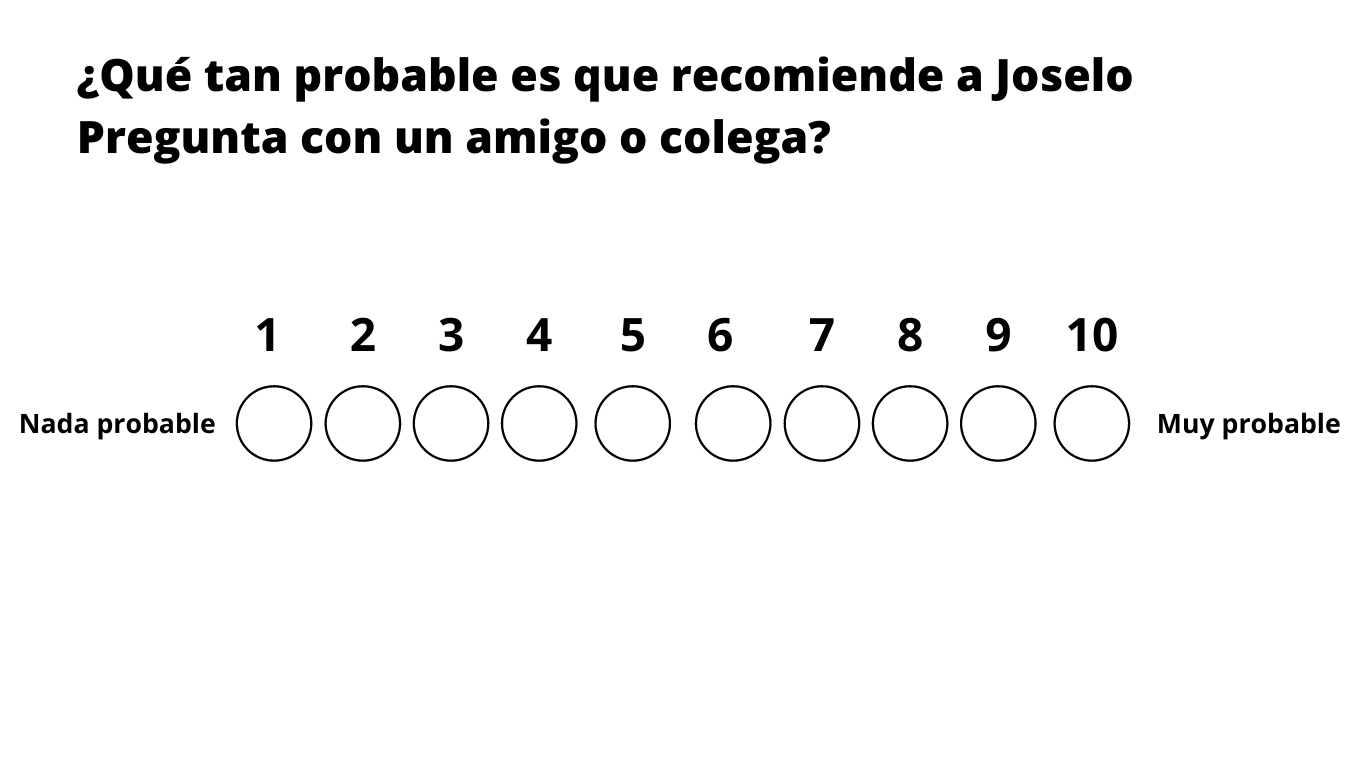 ¿Qué tan probable es que recomiende a Joselo
Pregunta con un amigo o colega?
1 2 3 4 5 6 7 8 9 10
Nada probable Muy probable